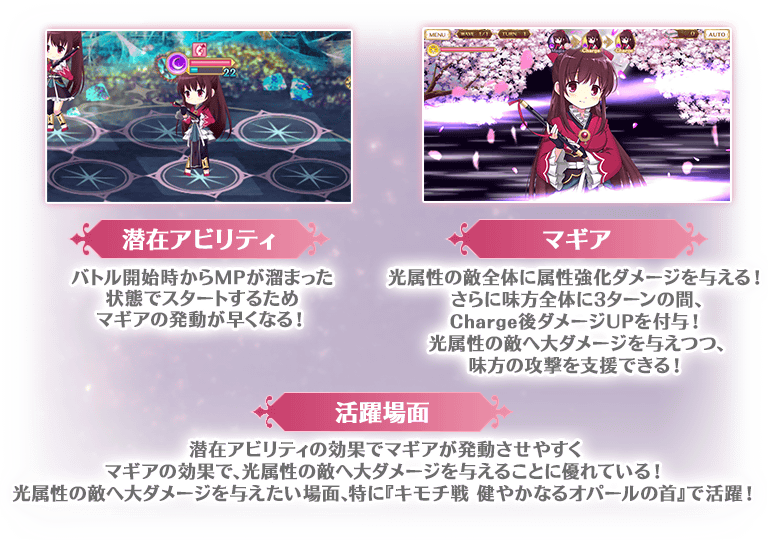 22
MENU
WAVE 1/1
TURN 1
Charge
0
AUTO
潜在アビリティ
バトル開始時からMPが溜まった
状態でスタートするため
マギアの発動が早くなる!
マギア
光属性の敵全体に属性強化ダメージを与える!
さらに味方全体に3ターンの間、
Charge後ダメージUPを付与!
光属性の敵へ大ダメージを与えつつ、
味方の攻撃を支援できる!
活躍場面
潜在アビリティの効果でマギアが発動させやすく
マギアの効果で、光属性の敵へ大ダメージを与えることに優れている!
光属性の敵へ大ダメージを与えたい場面、特に『キモチ戦 健やかなるオパールの首』で活躍!